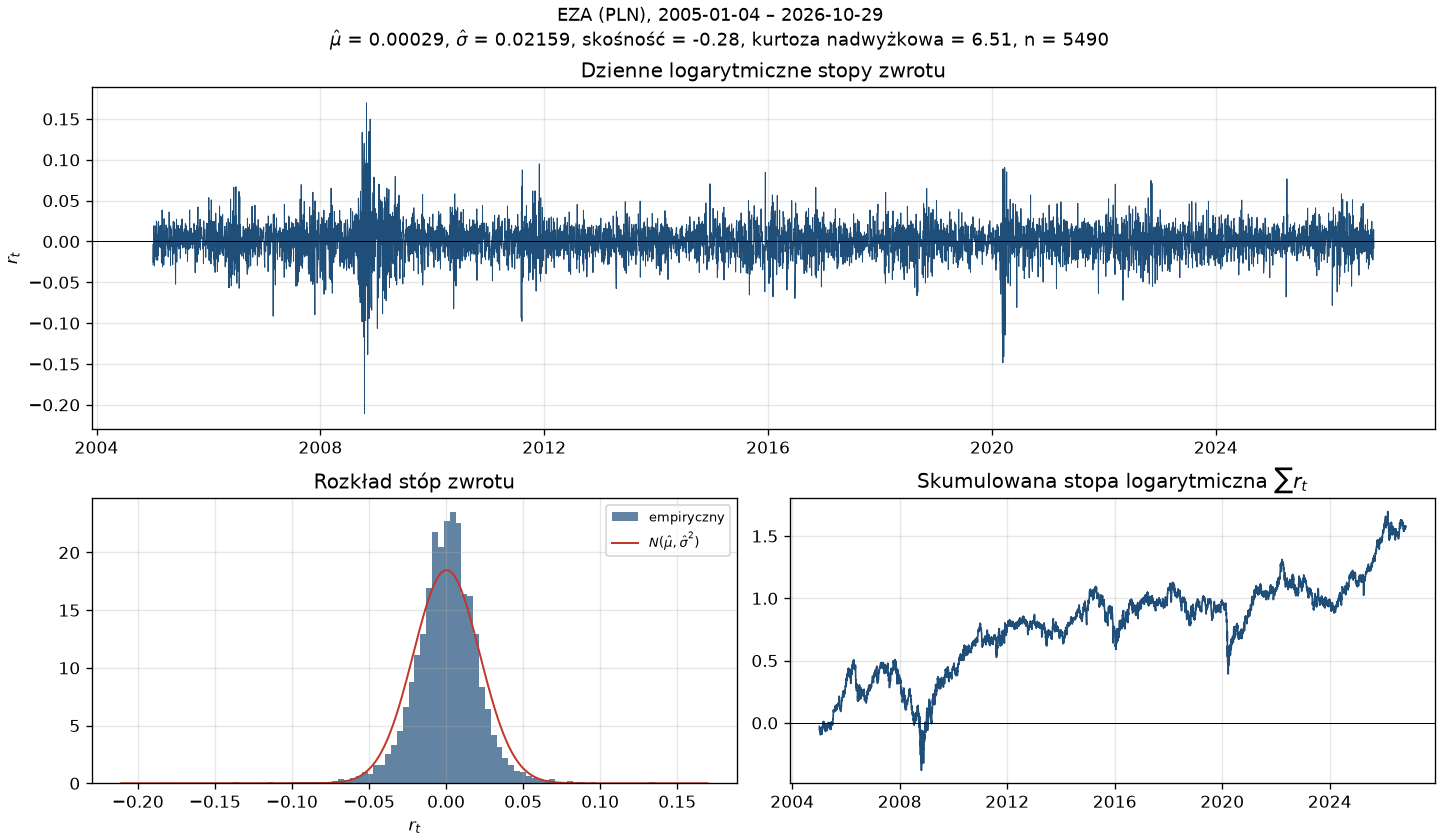 EZA (PLN), 2005-01-04 – 2026-10-29
μ̂ = 0.00029, σ̂ = 0.02159, skośność = -0.28, kurtoza nadwyżkowa = 6.51, n = 5490
Dzienne logarytmiczne stopy zwrotu
0.15
0.10
0.05
0.00
−0.05
−0.10
−0.15
−0.20
r_t
2004 2008 2012 2016 2020 2024
Rozkład stóp zwrotu
empiryczny
N(μ̂, σ̂²)
20
15
10
5
0
−0.20 −0.15 −0.10 −0.05 0.00 0.05 0.10 0.15
r_t
Skumulowana stopa logarytmiczna ∑r_t
1.5
1.0
0.5
0.0
2004 2008 2012 2016 2020 2024